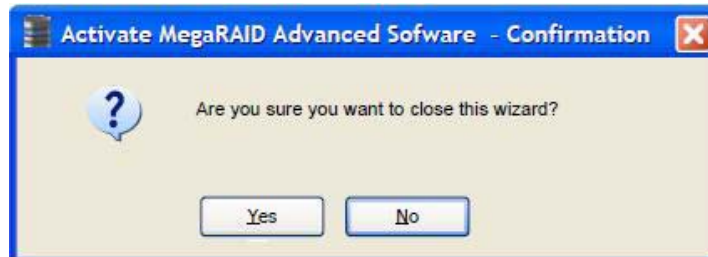 Activate MegaRAID Advanced Sofware - Confirmation
Are you sure you want to close this wizard?
Yes No